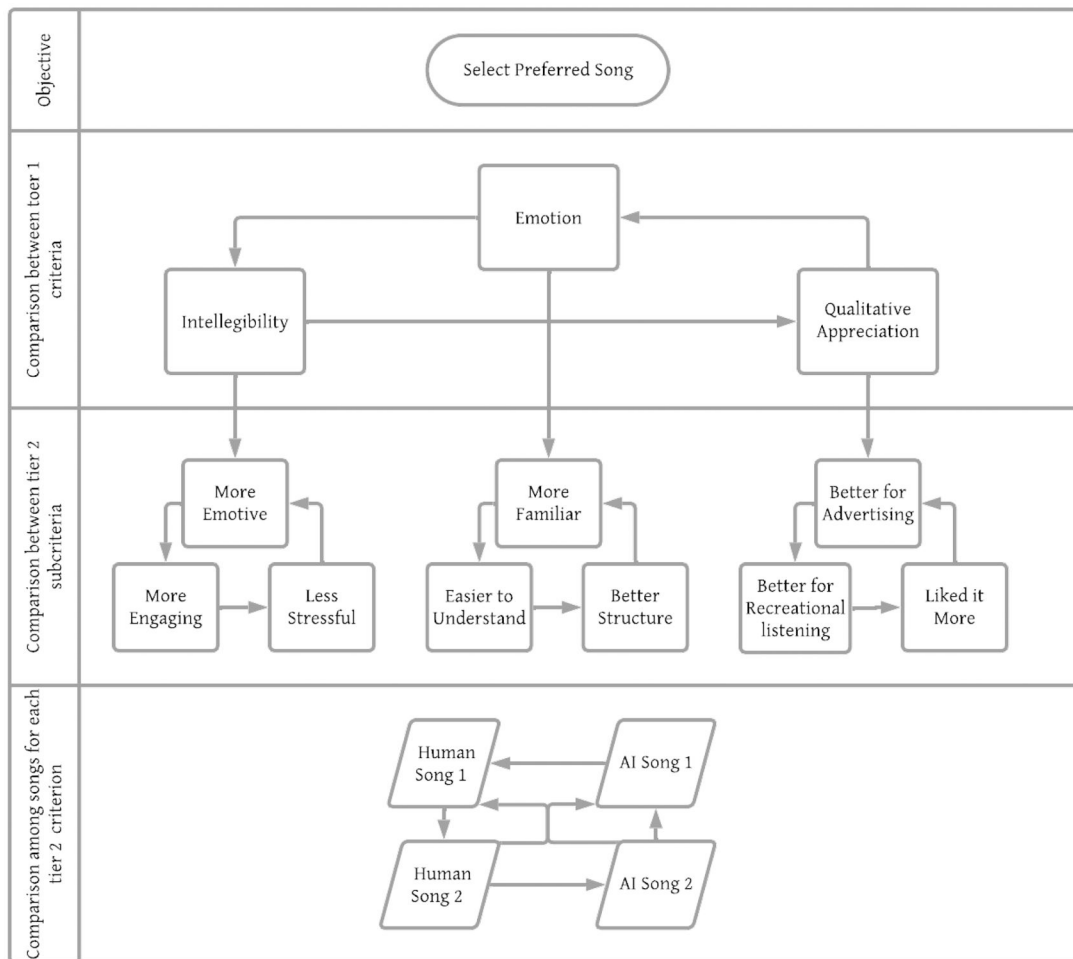 Objective
Select Preferred Song
Comparison between toer 1
criteria
Emotion
Intellegibility
Qualitative
Appreciation
Comparison between tier 2
subcriteria
More
Emotive
More
Engaging
Less
Stressful
More
Familiar
Easier to
Understand
Better
Structure
Better for
Advertising
Better for
Recreational
listening
Liked it
More
Comparison among songs for each
tier 2 criterion
Human
Song 1
AI Song 1
Human
Song 2
AI Song 2